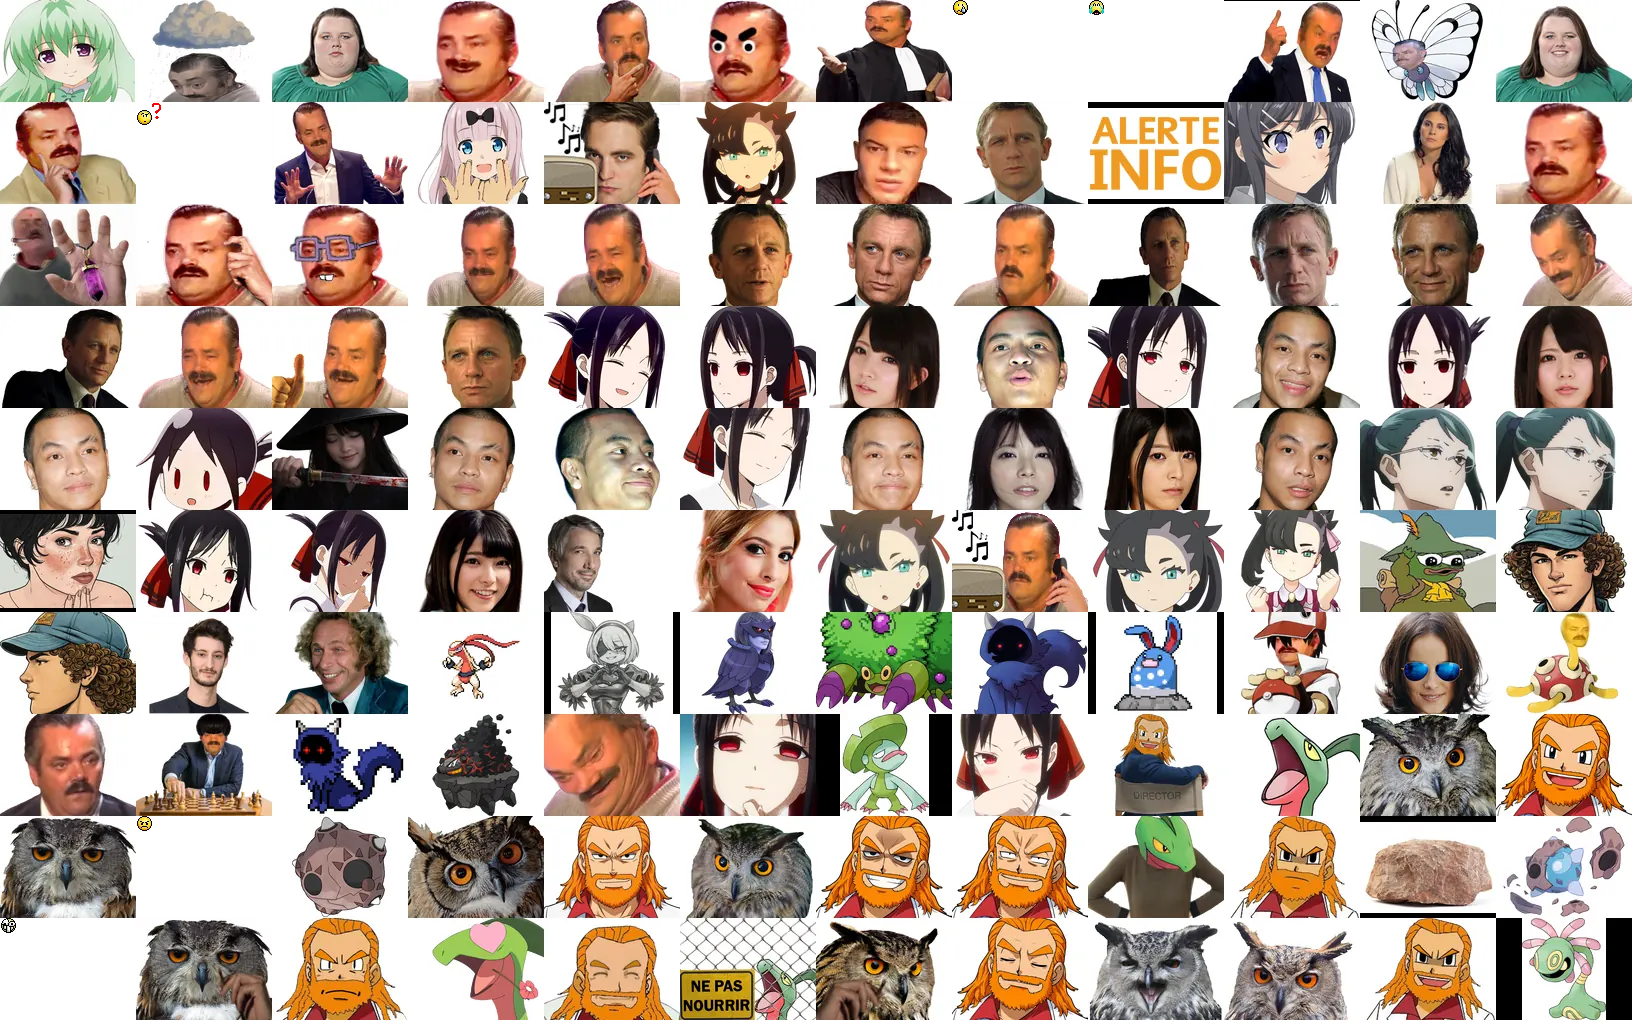 ?
ALERTE
INFO
DIRECTOR
NE PAS
NOURRIR